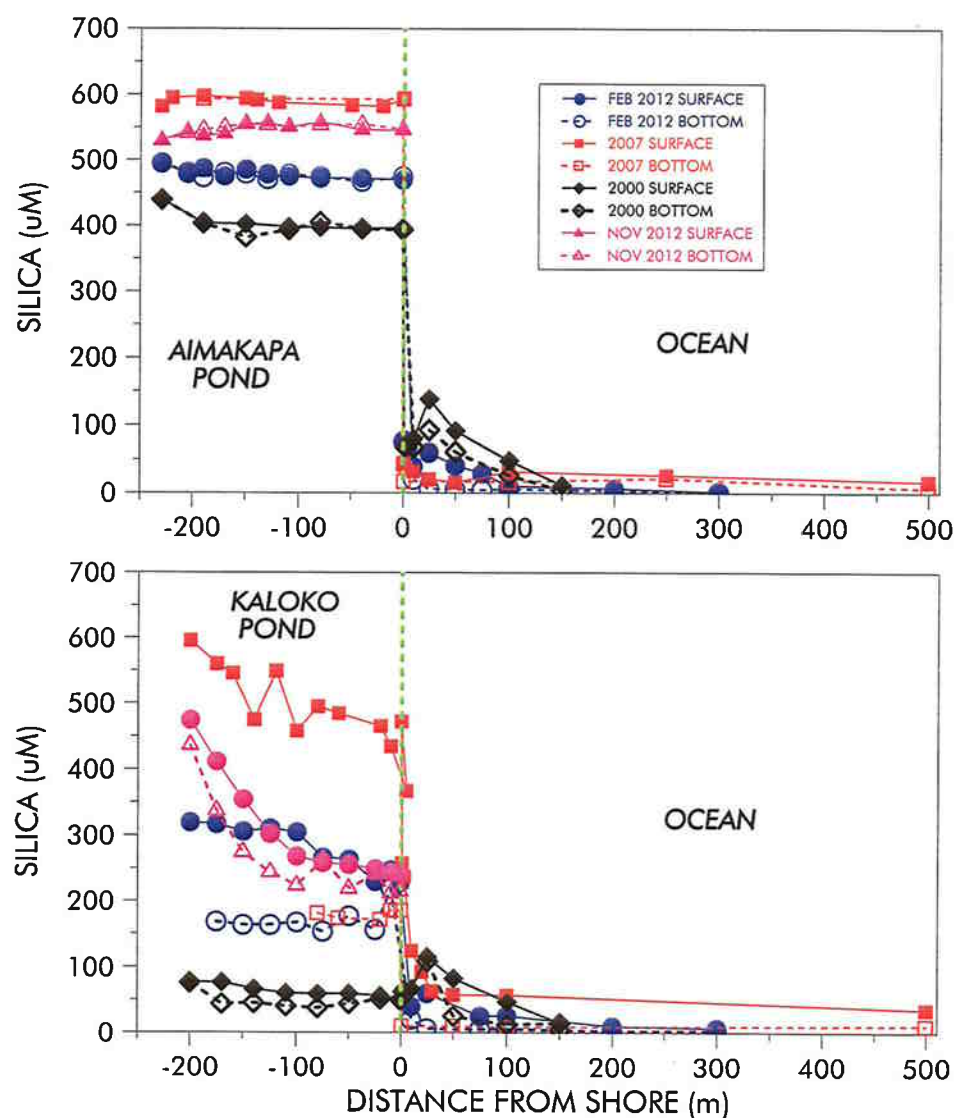 700
600
500
400
300
200
100
0
SILICA (uM)
FEB 2012 SURFACE
FEB 2012 BOTTOM
2007 SURFACE
2007 BOTTOM
2000 SURFACE
2000 BOTTOM
NOV 2012 SURFACE
NOV 2012 BOTTOM
AIMAKAPA
POND
OCEAN
-200 -100 0 100 200 300 400 500
700
600
500
400
300
200
100
0
SILICA (uM)
KALOKO
POND
OCEAN
-200 -100 0 100 200 300 400 500
DISTANCE FROM SHORE (m)